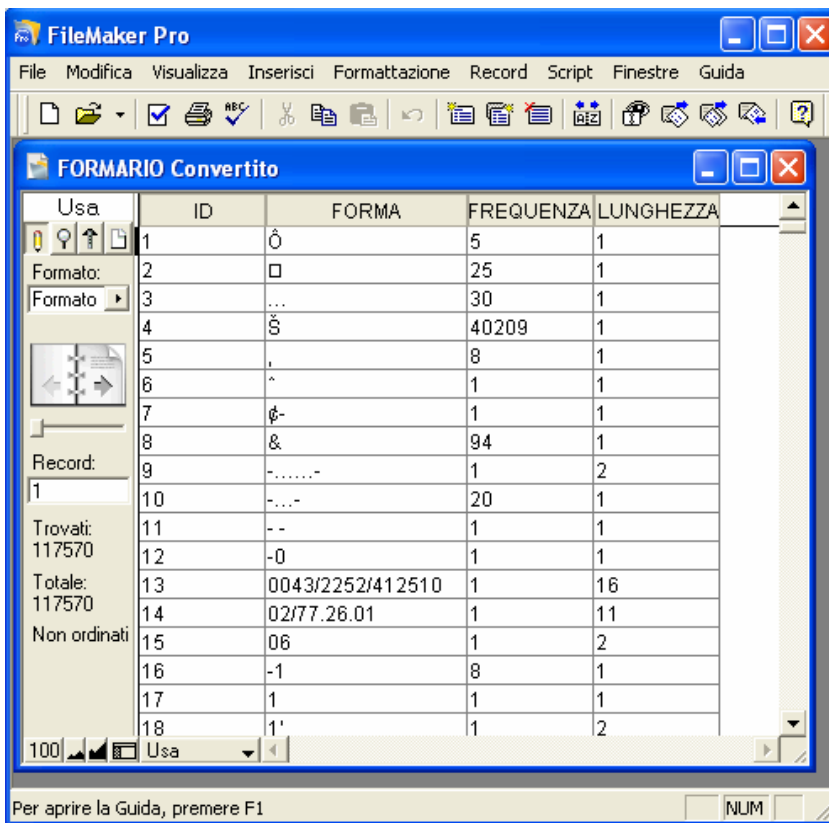 FileMaker Pro
File Modifica Visualizza Inserisci Formattazione Record Script Finestre Guida
FORMARIO Convertito
Usa
Formato:
Formato
Record:
1
Trovati:
117570
Totale:
117570
Non ordinati
ID FORMA FREQUENZA LUNGHEZZA
1 Ô 5 1
2 □ 25 1
3 ... 30 1
4 Š 40209 1
5 , 8 1
6 ˆ 1 1
7 ¢- 1 1
8 & 94 1
9 -......- 1 2
10 -...- 20 1
11 - - 1 1
12 -0 1 1
13 0043/2252/412510 1 16
14 02/77.26.01 1 11
15 06 1 2
16 -1 8 1
17 1 1 1
18 1' 1 2
100 Usa
Per aprire la Guida, premere F1 NUM